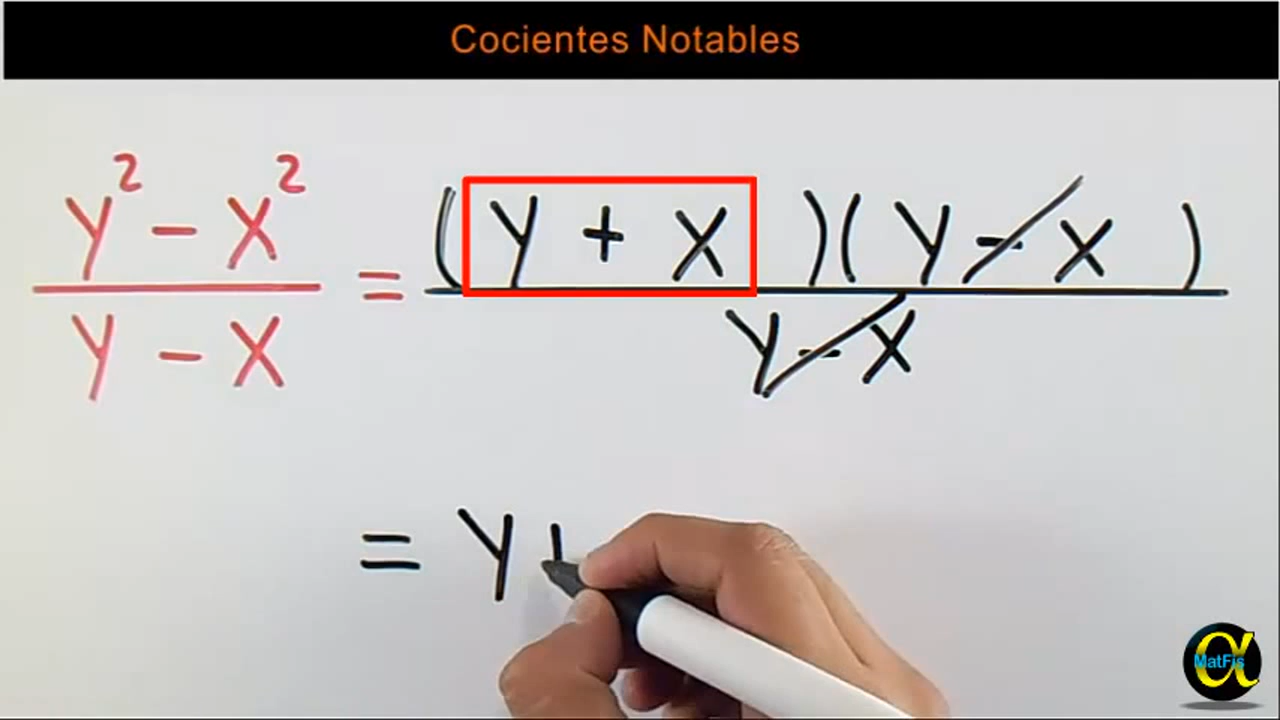 Cocientes Notables
y² - x² / y - x = (y + x)(y - x) / y - x
= y +
MatFis α